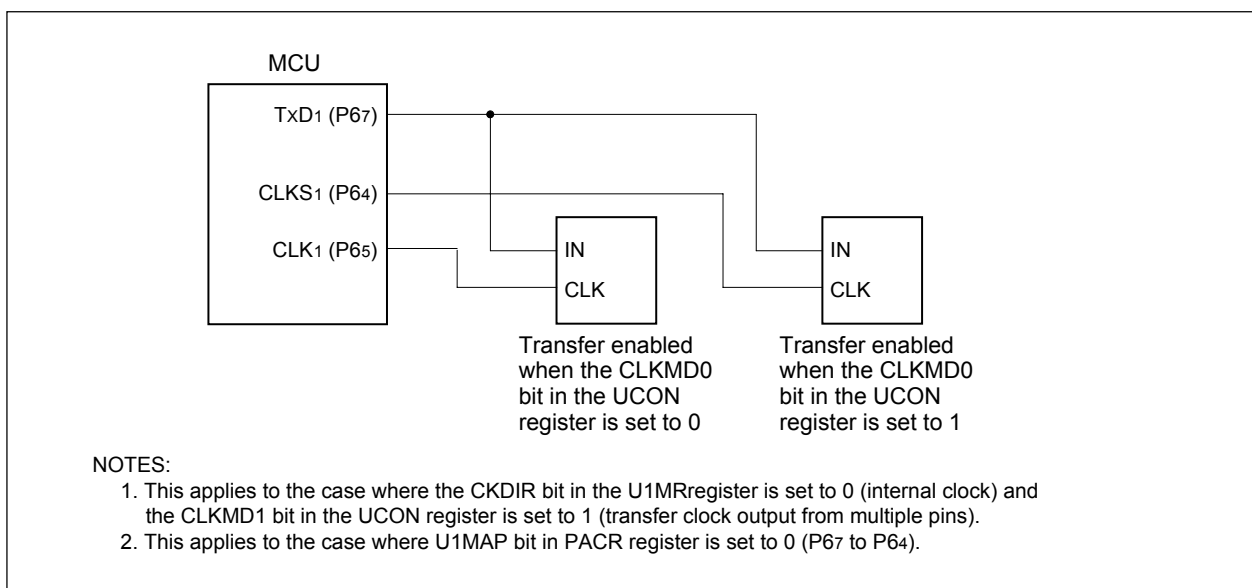 MCU
TxD1 (P67)
CLKS1 (P64)
CLK1 (P65)
IN
CLK
IN
CLK
Transfer enabled
when the CLKMD0
bit in the UCON
register is set to 0
Transfer enabled
when the CLKMD0
bit in the UCON
register is set to 1
NOTES:
1. This applies to the case where the CKDIR bit in the U1MRregister is set to 0 (internal clock) and
the CLKMD1 bit in the UCON register is set to 1 (transfer clock output from multiple pins).
2. This applies to the case where U1MAP bit in PACR register is set to 0 (P67 to P64).